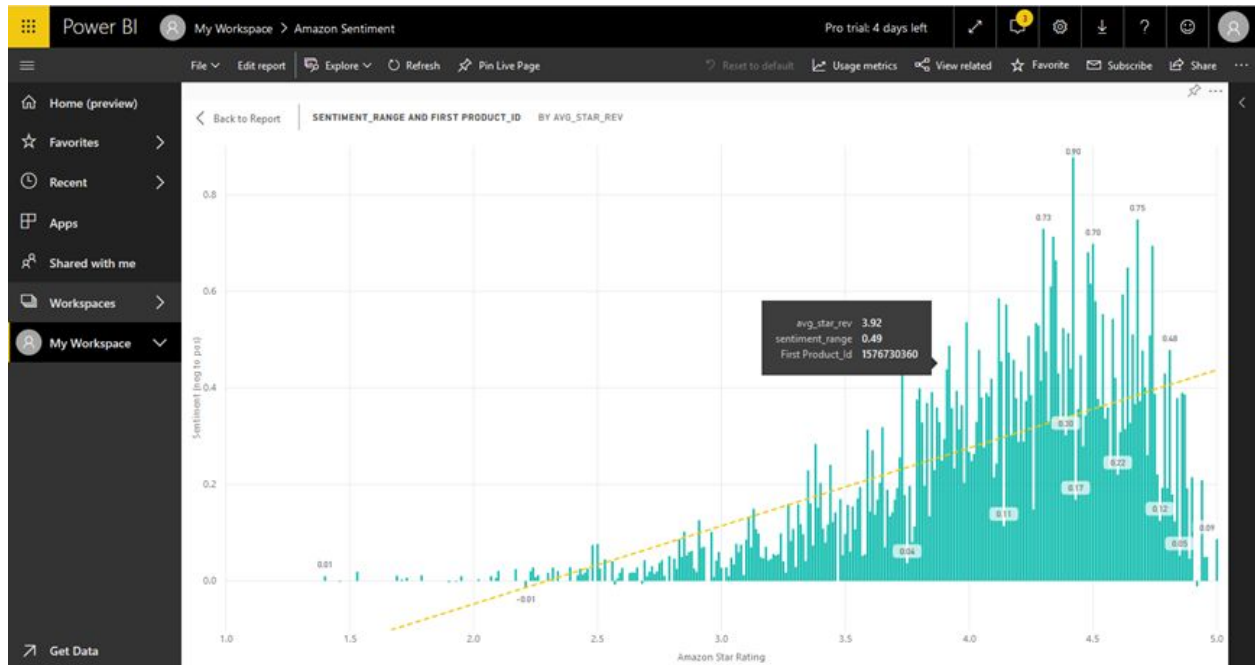 Power BI My Workspace > Amazon Sentiment Pro trial: 4 days left 3 ?
File Edit report Explore Refresh Pin Live Page Reset to default Usage metrics View related Favorite Subscribe Share ...
Home (preview)
Favorites
Recent
Apps
Shared with me
Workspaces
My Workspace
Get Data
Back to Report SENTIMENT_RANGE AND FIRST PRODUCT_ID BY AVG_STAR_REV
Sentiment (neg to pos)
0.8
0.6
0.4
0.2
0.0
0.90
0.75
0.73
0.70
avg_star_rev 3.92
sentiment_range 0.49
First Product_Id 1576730360
0.48
0.30
0.22
0.17
0.11
0.12
0.04
0.05
0.09
0.01
-0.01
1.0 1.5 2.0 2.5 3.0 3.5 4.0 4.5 5.0
Amazon Star Rating